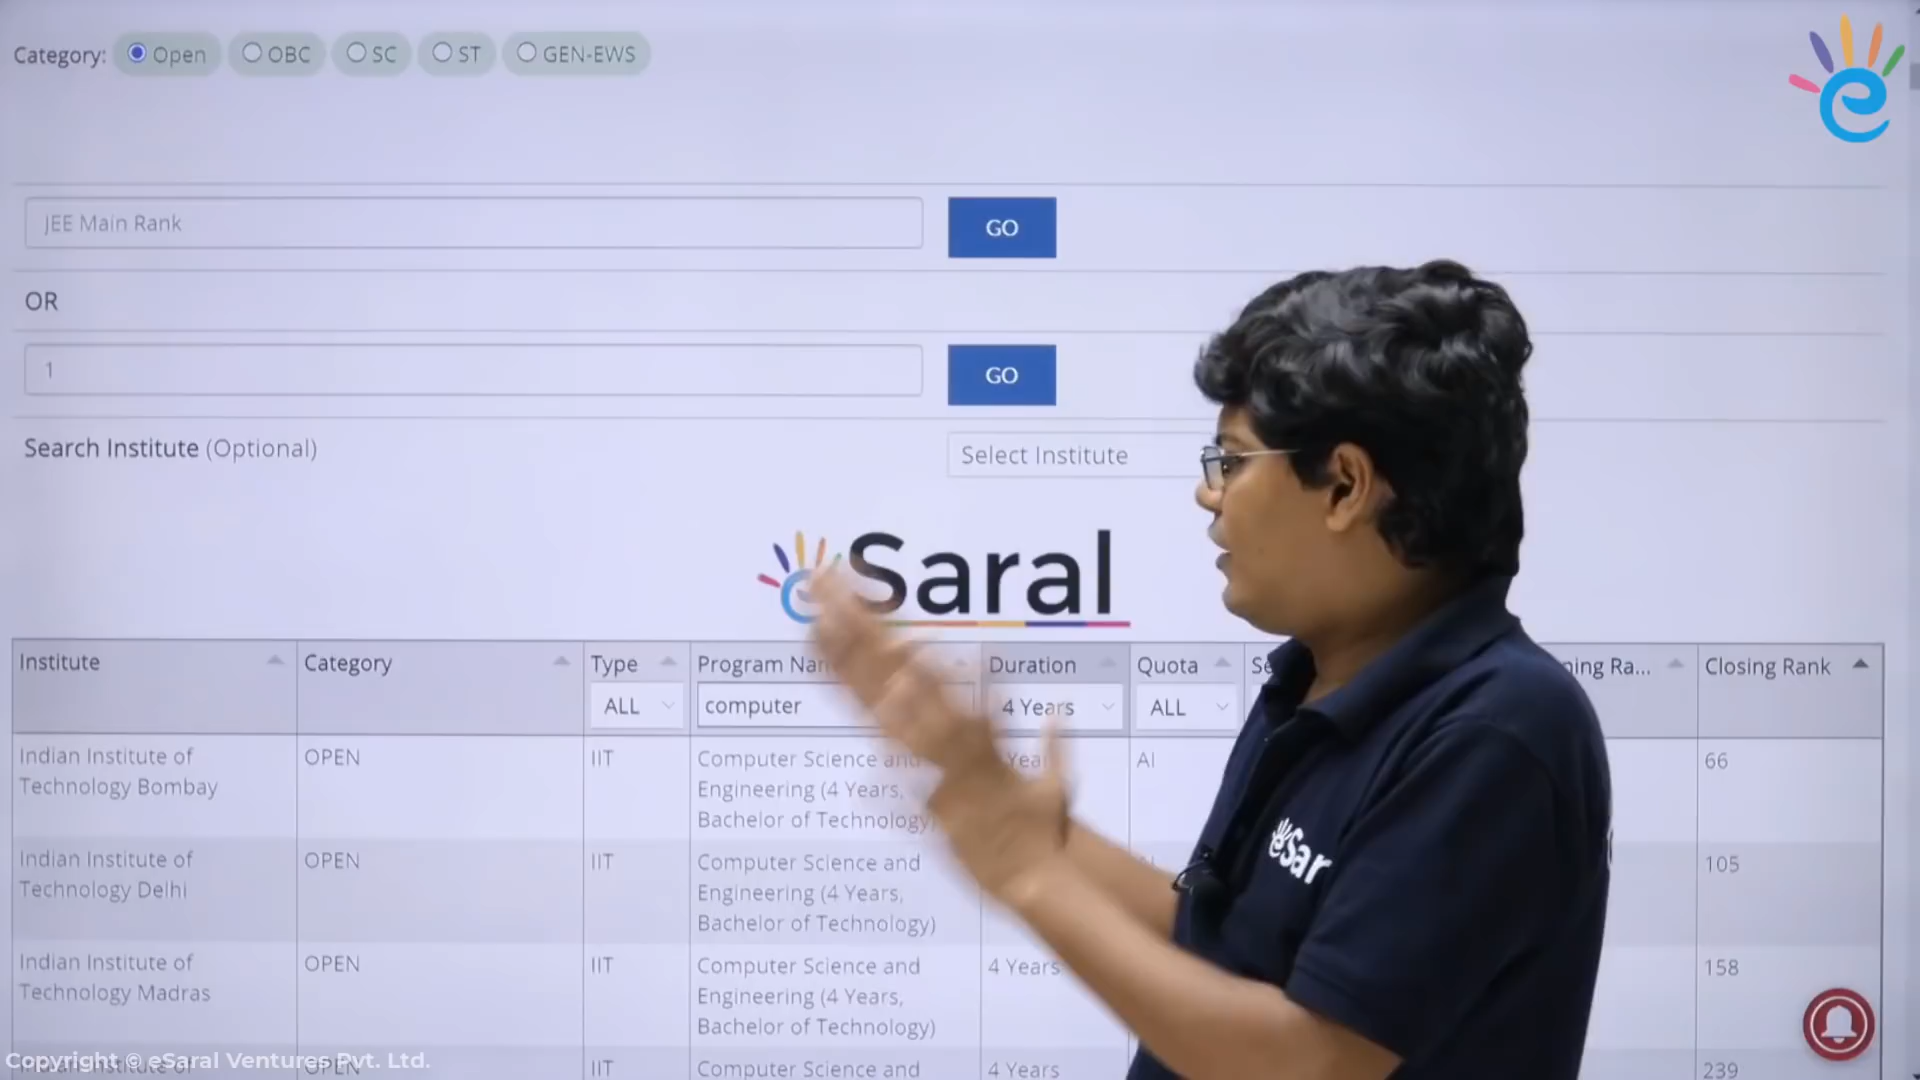 Category: Open OBC SC ST GEN-EWS
JEE Main Rank GO
OR
1 GO
Search Institute (Optional) Select Institute
eSaral
Institute Category Type Program Duration Quota Closing Rank
ALL computer 4 Years ALL
Indian Institute of Technology Bombay OPEN IIT Computer Science and Engineering (4 Years, Bachelor of Technology) AI 66
Indian Institute of Technology Delhi OPEN IIT Computer Science and Engineering (4 Years, Bachelor of Technology) 105
Indian Institute of Technology Madras OPEN IIT Computer Science and Engineering (4 Years, Bachelor of Technology) 4 Years 158
OPEN IIT Computer Science and 4 Years 239
Copyright © eSaral Ventures Pvt. Ltd.